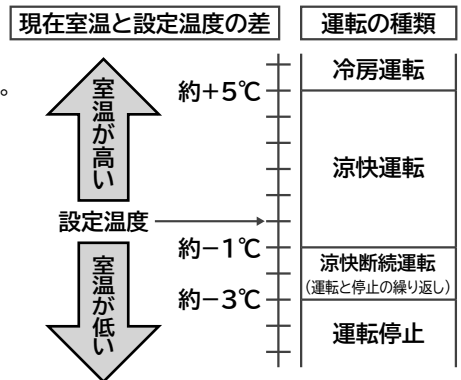 現在室温と設定温度の差
運転の種類
。
室温が高い
約+5℃
冷房運転
涼快運転
設定温度
約−1℃
涼快断続運転
(運転と停止の繰り返し)
室温が低い
約−3℃
運転停止